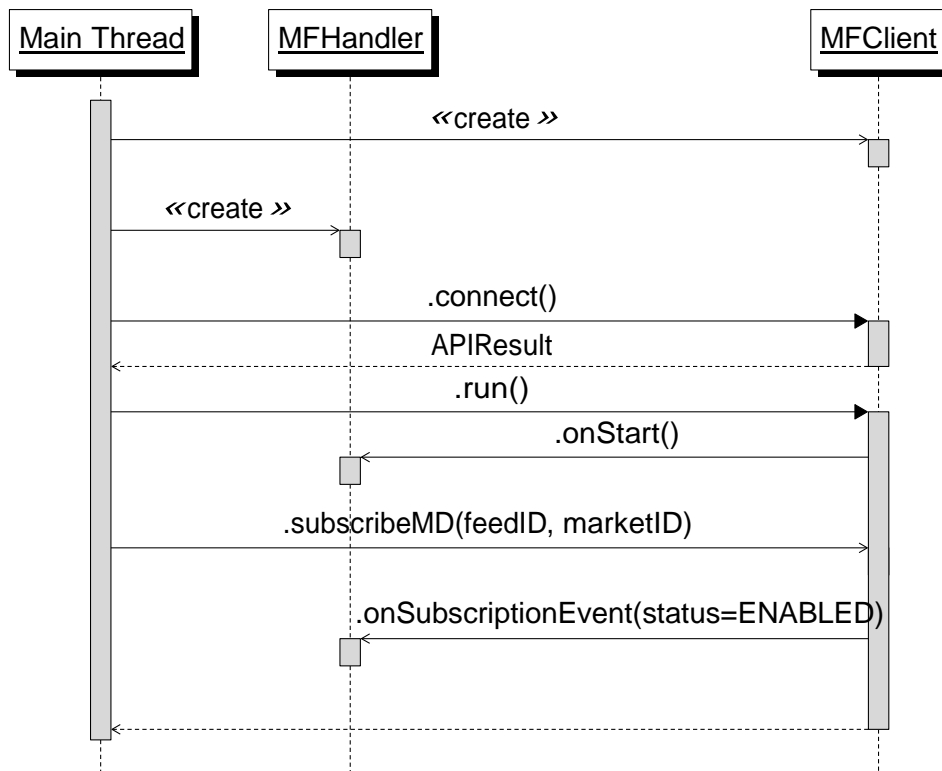 Main Thread
MFHandler
MFClient
«create »
«create »
.connect()
APIResult
.run()
.onStart()
.subscribeMD(feedID, marketID)
.onSubscriptionEvent(status=ENABLED)